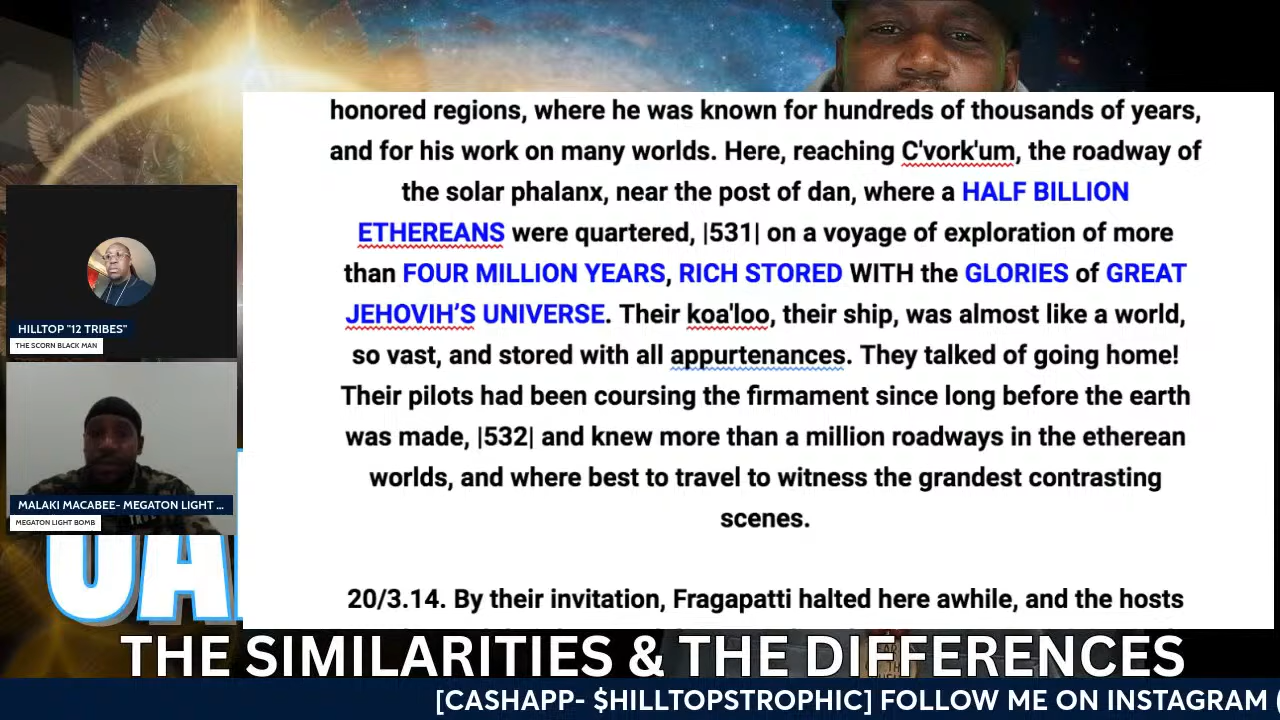 honored regions, where he was known for hundreds of thousands of years,
and for his work on many worlds. Here, reaching C'vork'um, the roadway of
the solar phalanx, near the post of dan, where a HALF BILLION
ETHEREANS were quartered, |531| on a voyage of exploration of more
than FOUR MILLION YEARS, RICH STORED WITH the GLORIES of GREAT
JEHOVIH’S UNIVERSE. Their koa'loo, their ship, was almost like a world,
so vast, and stored with all appurtenances. They talked of going home!
Their pilots had been coursing the firmament since long before the earth
was made, |532| and knew more than a million roadways in the etherean
worlds, and where best to travel to witness the grandest contrasting
scenes.
20/3.14. By their invitation, Fragapatti halted here awhile, and the hosts
HILLTOP "12 TRIBES"
THE SCORN BLACK MAN
MALAKI MACABEE- MEGATON LIGHT ...
MEGATON LIGHT BOMB
THE SIMILARITIES & THE DIFFERENCES
[CASHAPP- $HILLTOPSTROPHIC] FOLLOW ME ON INSTAGRAM